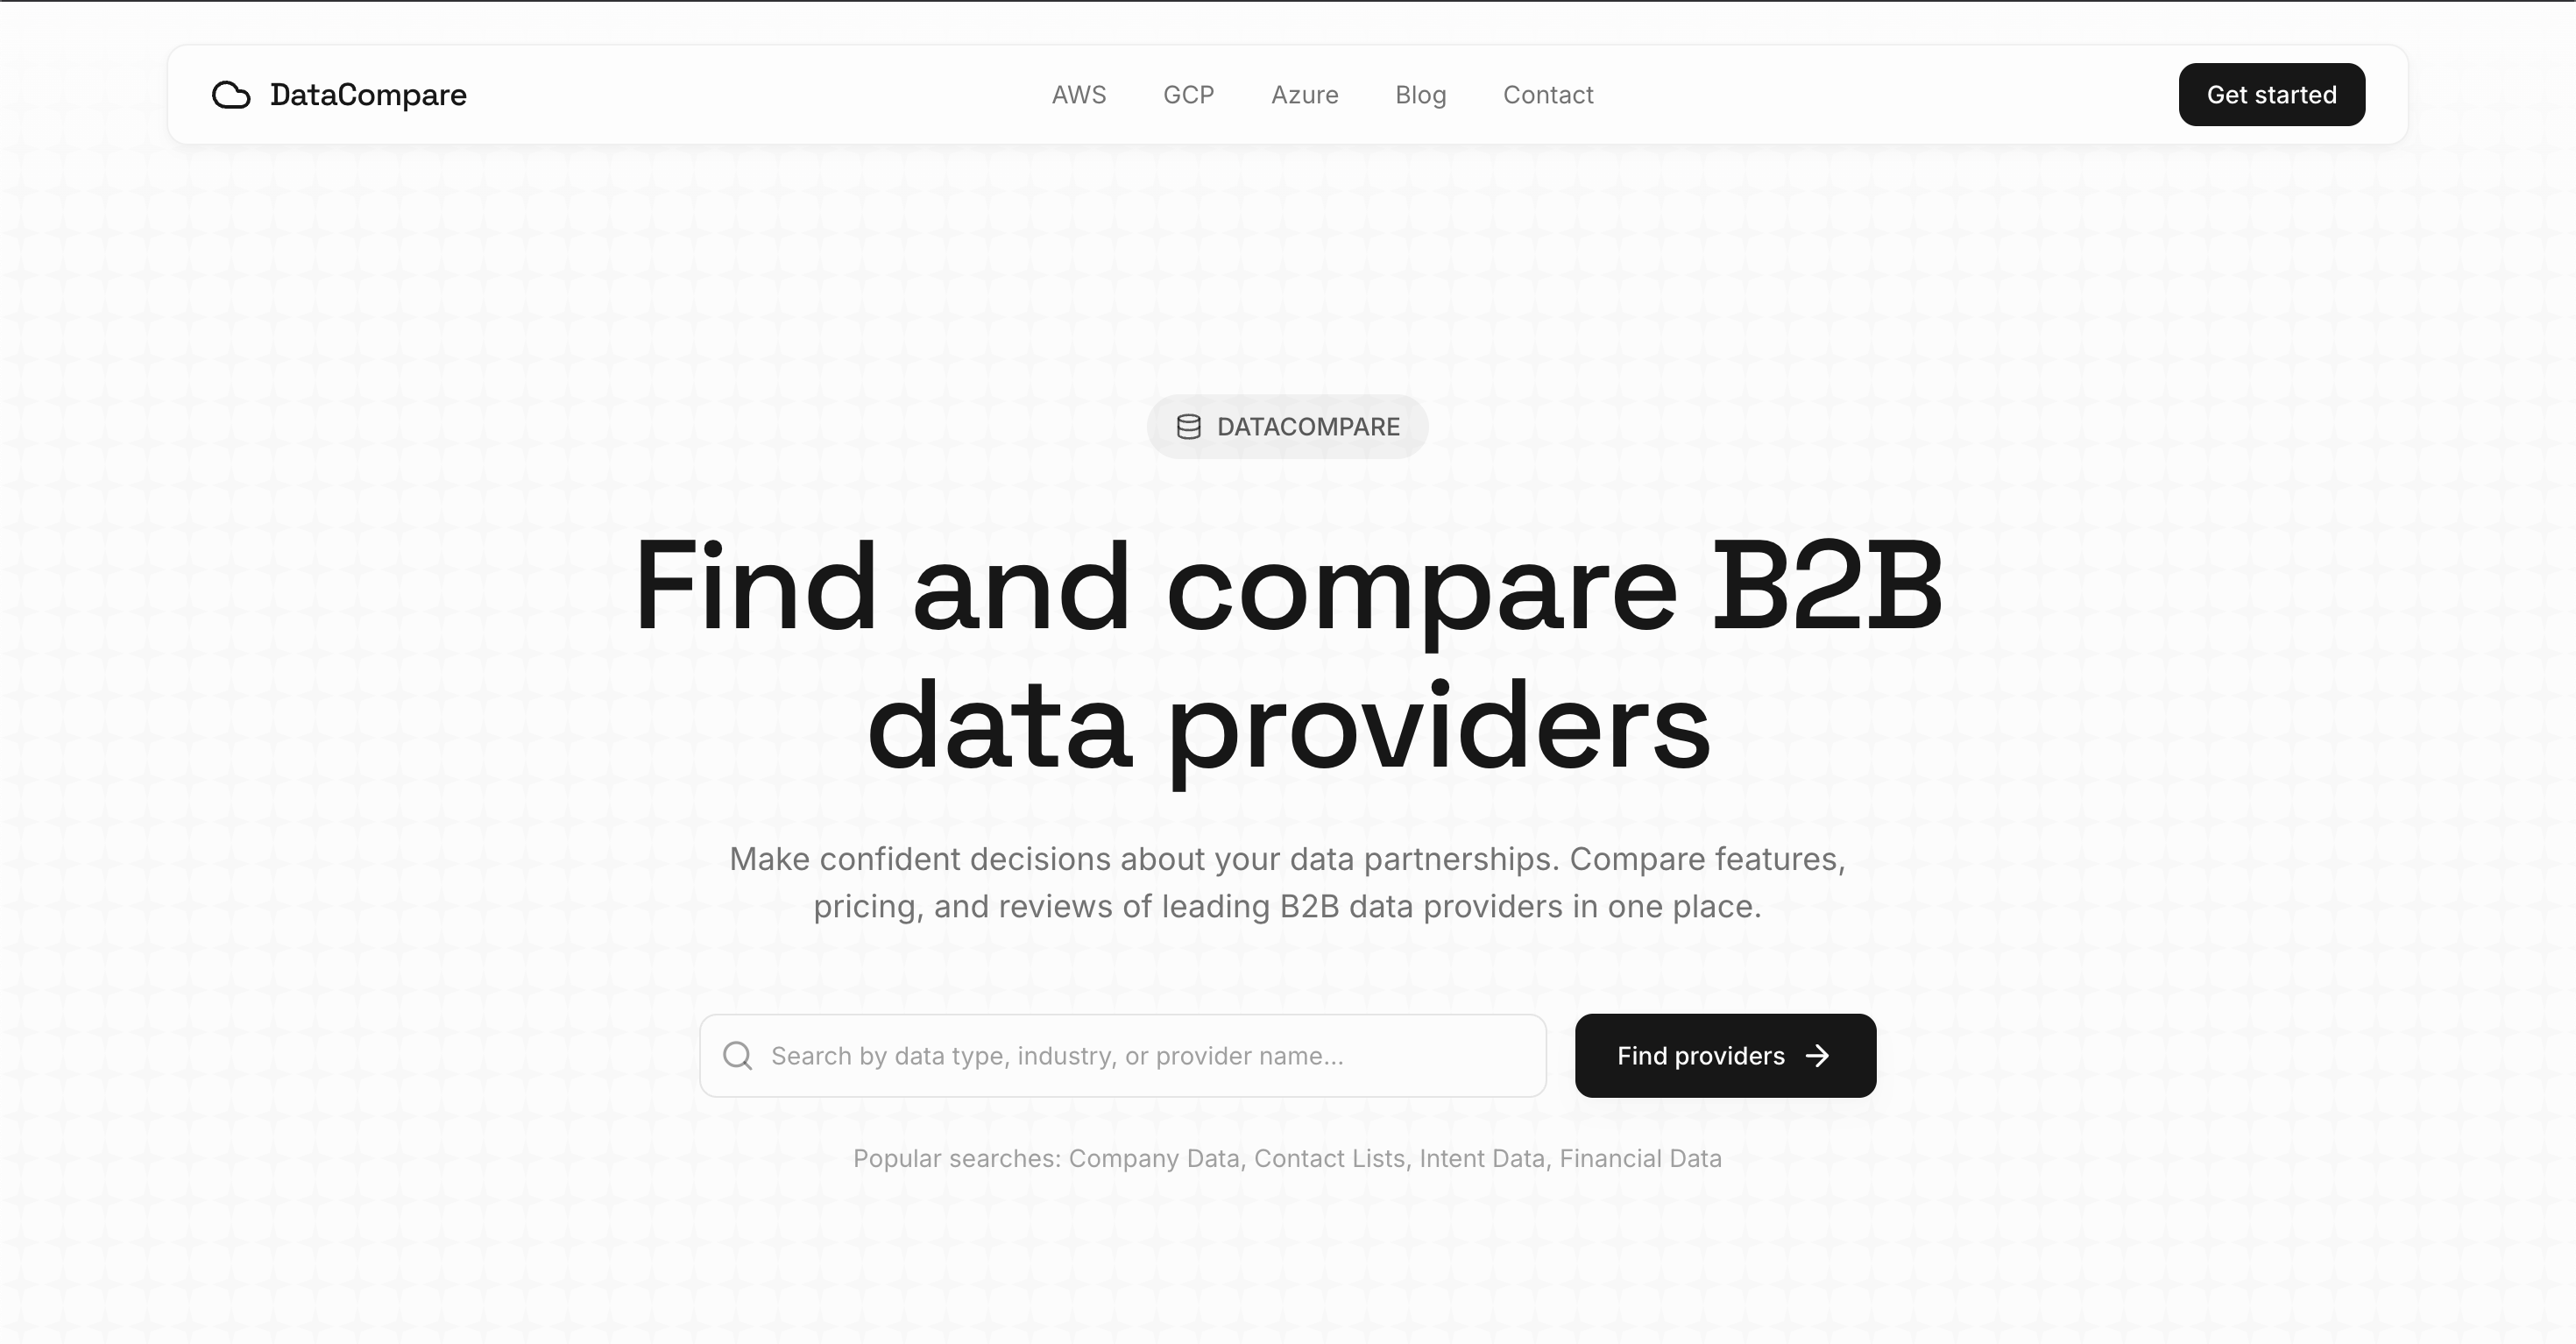 DataCompare
AWS
GCP
Azure
Blog
Contact
Get started
DATACOMPARE
Find and compare B2B
data providers
Make confident decisions about your data partnerships. Compare features,
pricing, and reviews of leading B2B data providers in one place.
Search by data type, industry, or provider name...
Find providers
Popular searches: Company Data, Contact Lists, Intent Data, Financial Data